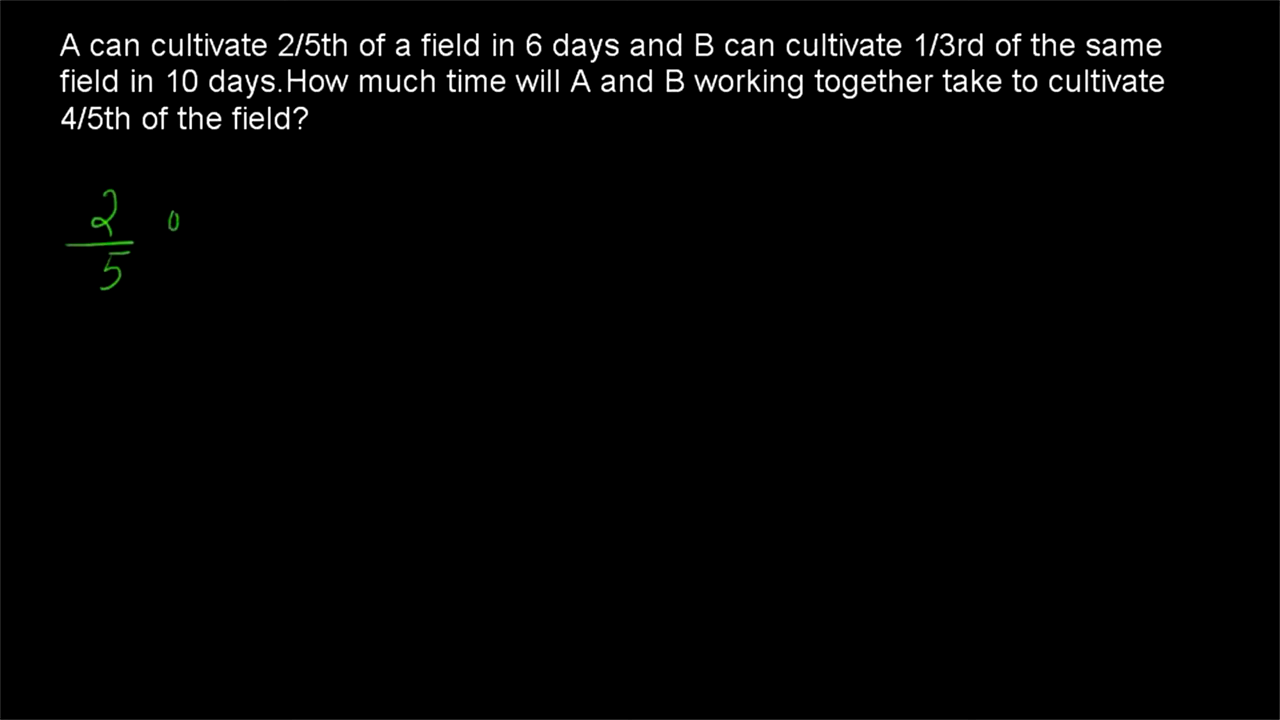 A can cultivate 2/5th of a field in 6 days and B can cultivate 1/3rd of the same
field in 10 days.How much time will A and B working together take to cultivate
4/5th of the field?
2 0
5